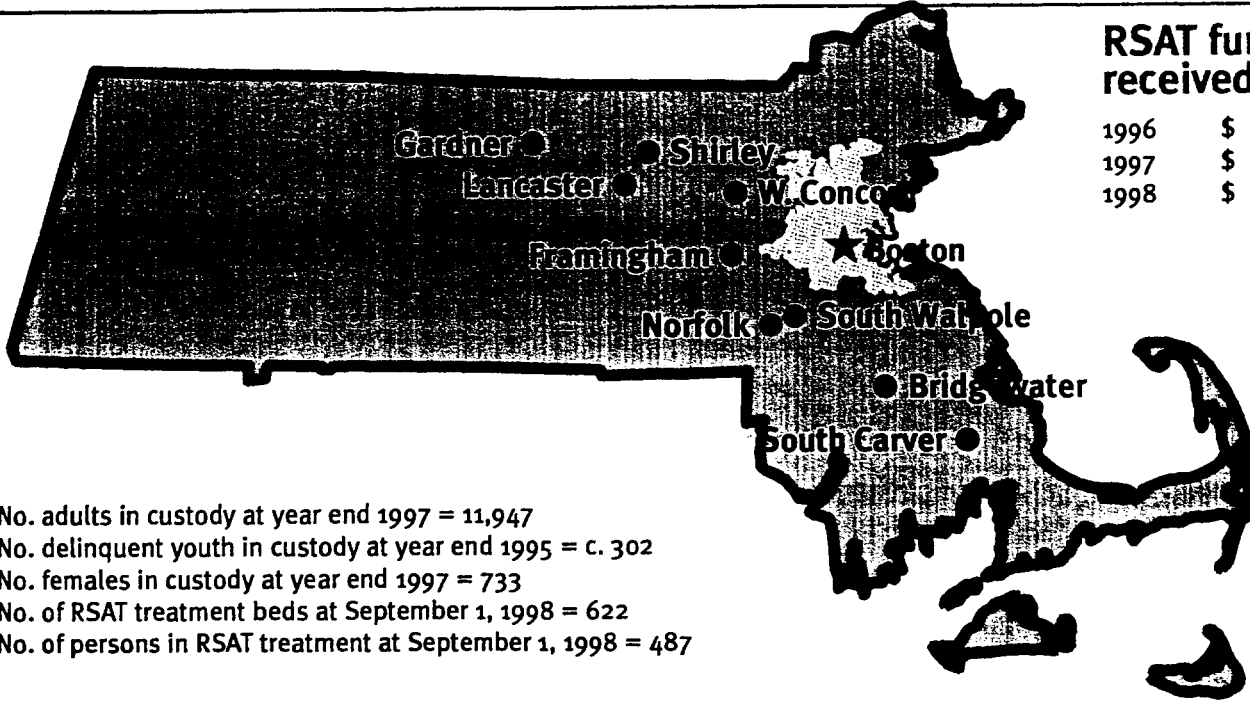 RSAT fu
received
1996 $
1997 $
1998 $
Gardner
Shirley
Lancaster
W. Concord
Boston
Framingham
Norfolk
South Walpole
Bridgewater
South Carver
No. adults in custody at year end 1997 = 11,947
No. delinquent youth in custody at year end 1995 = c. 302
No. females in custody at year end 1997 = 733
No. of RSAT treatment beds at September 1, 1998 = 622
No. of persons in RSAT treatment at September 1, 1998 = 487